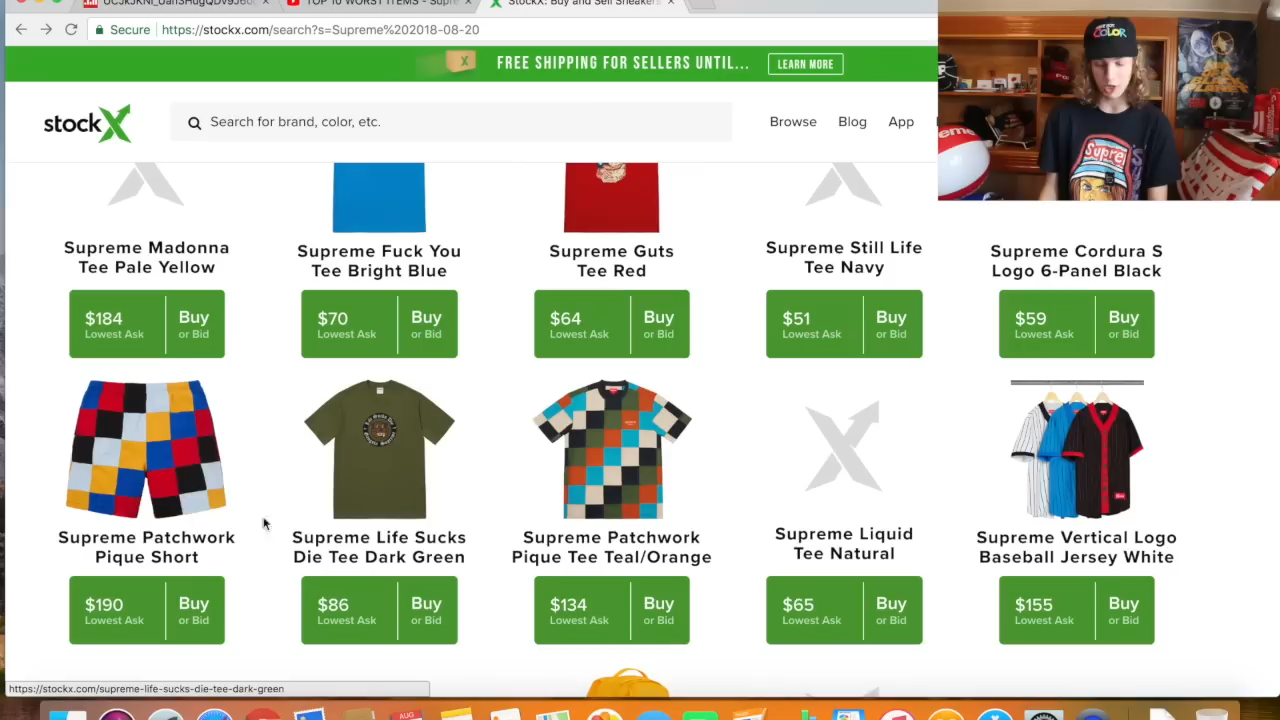 TOP 10 WORST ITEMS - Supre
StockX: Buy and Sell Sneakers
Secure https://stockx.com/search?s=Supreme%202018-08-20
X FREE SHIPPING FOR SELLERS UNTIL... LEARN MORE
stockX Search for brand, color, etc. Browse Blog App
COLOR
Supre
eme
Supreme Madonna
Tee Pale Yellow
Supreme Fuck You
Tee Bright Blue
Supreme Guts
Tee Red
Supreme Still Life
Tee Navy
Supreme Cordura S
Logo 6-Panel Black
$184 Buy
Lowest Ask or Bid
$70 Buy
Lowest Ask or Bid
$64 Buy
Lowest Ask or Bid
$51 Buy
Lowest Ask or Bid
$59 Buy
Lowest Ask or Bid
Supreme Patchwork
Pique Short
Supreme Life Sucks
Die Tee Dark Green
Supreme Patchwork
Pique Tee Teal/Orange
Supreme Liquid
Tee Natural
Supreme Vertical Logo
Baseball Jersey White
$190 Buy
Lowest Ask or Bid
$86 Buy
Lowest Ask or Bid
$134 Buy
Lowest Ask or Bid
$65 Buy
Lowest Ask or Bid
$155 Buy
Lowest Ask or Bid
https://stockx.com/supreme-life-sucks-die-tee-dark-green
AUG